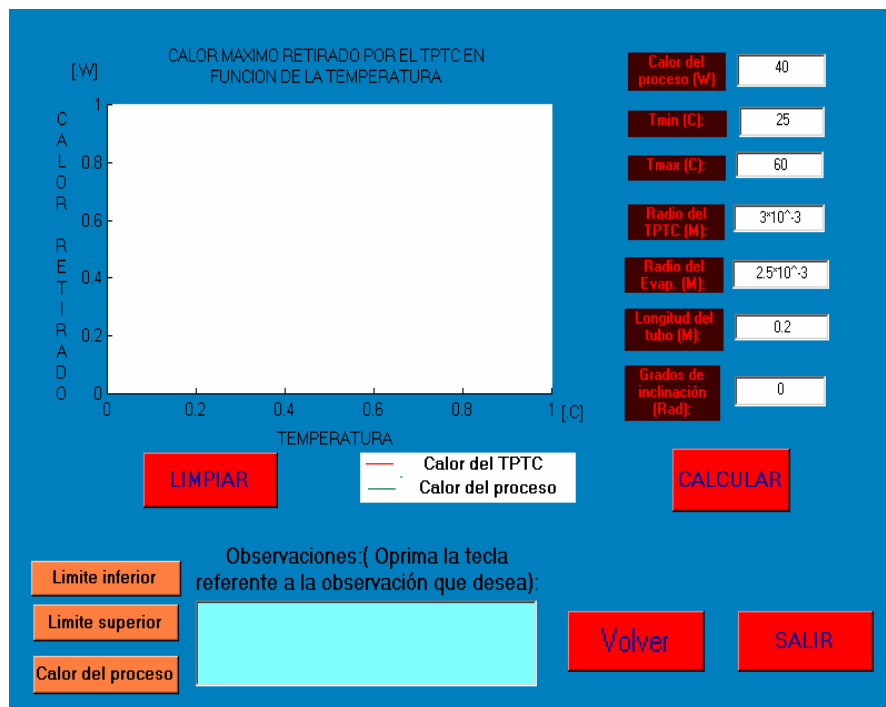 CALOR MAXIMO RETIRADO POR EL TPTC EN
FUNCION DE LA TEMPERATURA
[.W]
CALOR RETIRADO
1
0.8
0.6
0.4
0.2
0
0
0.2
0.4
0.6
0.8
1
[.C]
TEMPERATURA
Calor del
proceso (W)
40
Tmin (C):
25
Tmax (C):
60
Radio del
TPTC (M):
3*10^-3
Radio del
Evap. (M):
2.5*10^-3
Longitud del
tubo (M):
0.2
Grados de
inclinación
(Rad):
0
LIMPIAR
Calor del TPTC
Calor del proceso
CALCULAR
Limite inferior
Limite superior
Calor del proceso
Observaciones:( Oprima la tecla
referente a la observación que desea):
Volver
SALIR